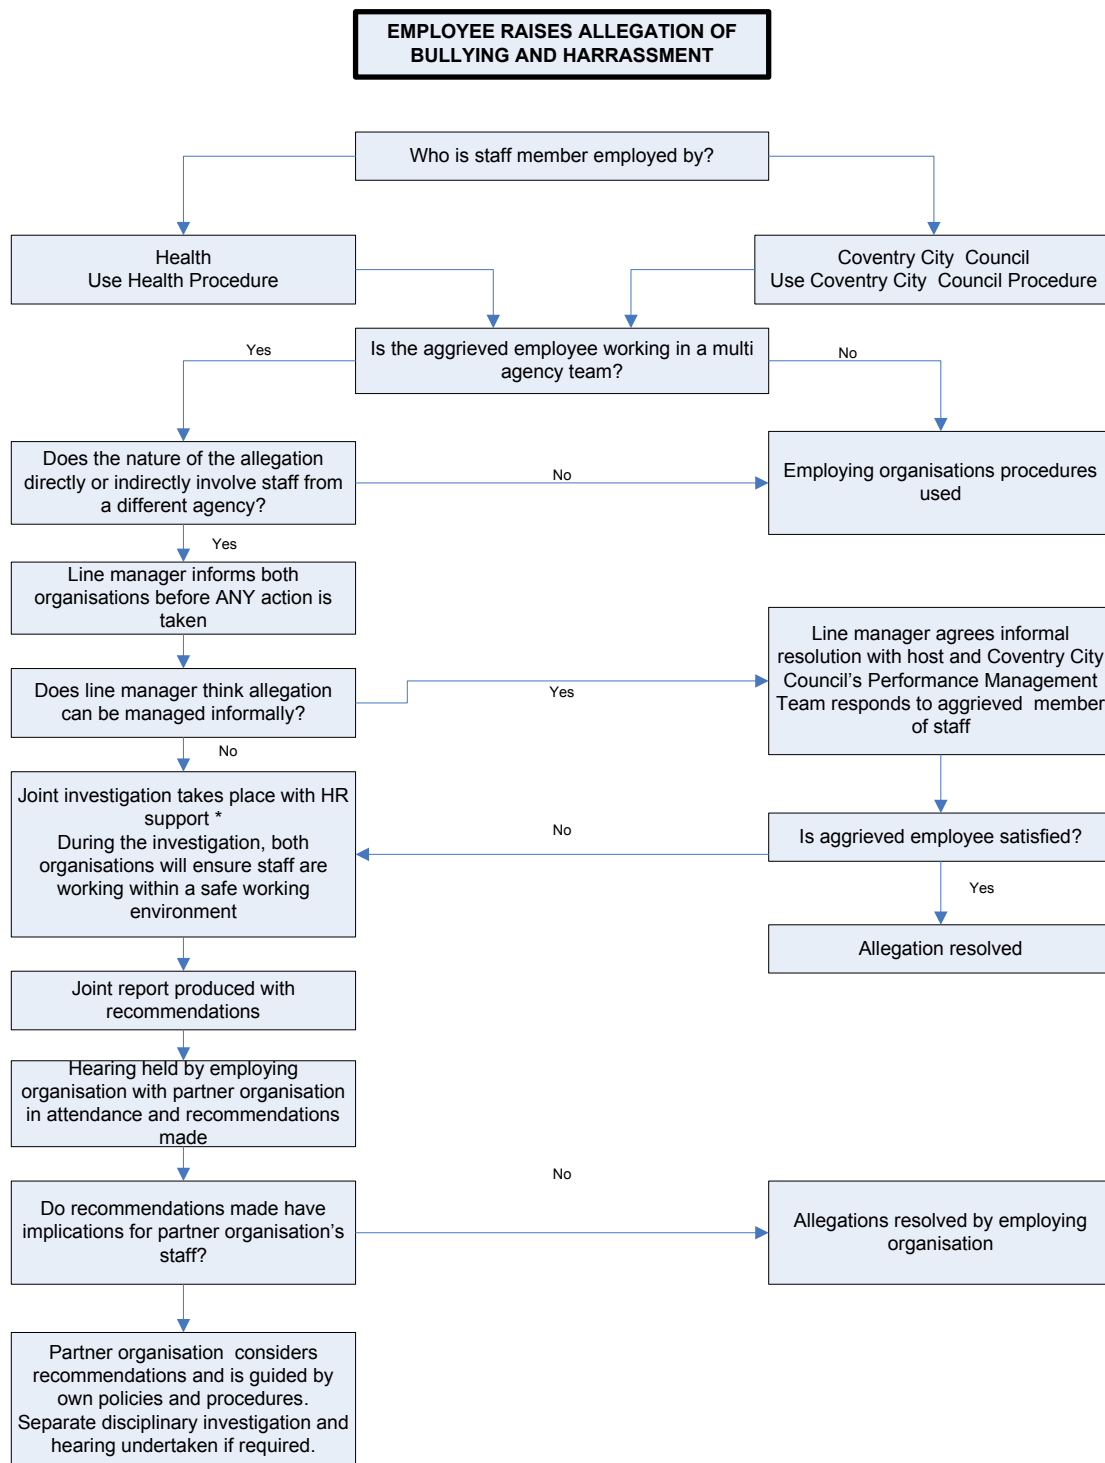 EMPLOYEE RAISES ALLEGATION OF
BULLYING AND HARRASSMENT
Who is staff member employed by?
Health
Use Health Procedure
Coventry City Council
Use Coventry City Council Procedure
Is the aggrieved employee working in a multi
agency team?
Yes
No
Does the nature of the allegation
directly or indirectly involve staff from
a different agency?
No
Employing organisations procedures
used
Yes
Line manager informs both
organisations before ANY action is
taken
Does line manager think allegation
can be managed informally?
Yes
Line manager agrees informal
resolution with host and Coventry City
Council’s Performance Management
Team responds to aggrieved member
of staff
No
Joint investigation takes place with HR
support *
During the investigation, both
organisations will ensure staff are
working within a safe working
environment
No
Is aggrieved employee satisfied?
Yes
Allegation resolved
Joint report produced with
recommendations
Hearing held by employing
organisation with partner organisation
in attendance and recommendations
made
Do recommendations made have
implications for partner organisation’s
staff?
No
Allegations resolved by employing
organisation
Partner organisation considers
recommendations and is guided by
own policies and procedures.
Separate disciplinary investigation and
hearing undertaken if required.